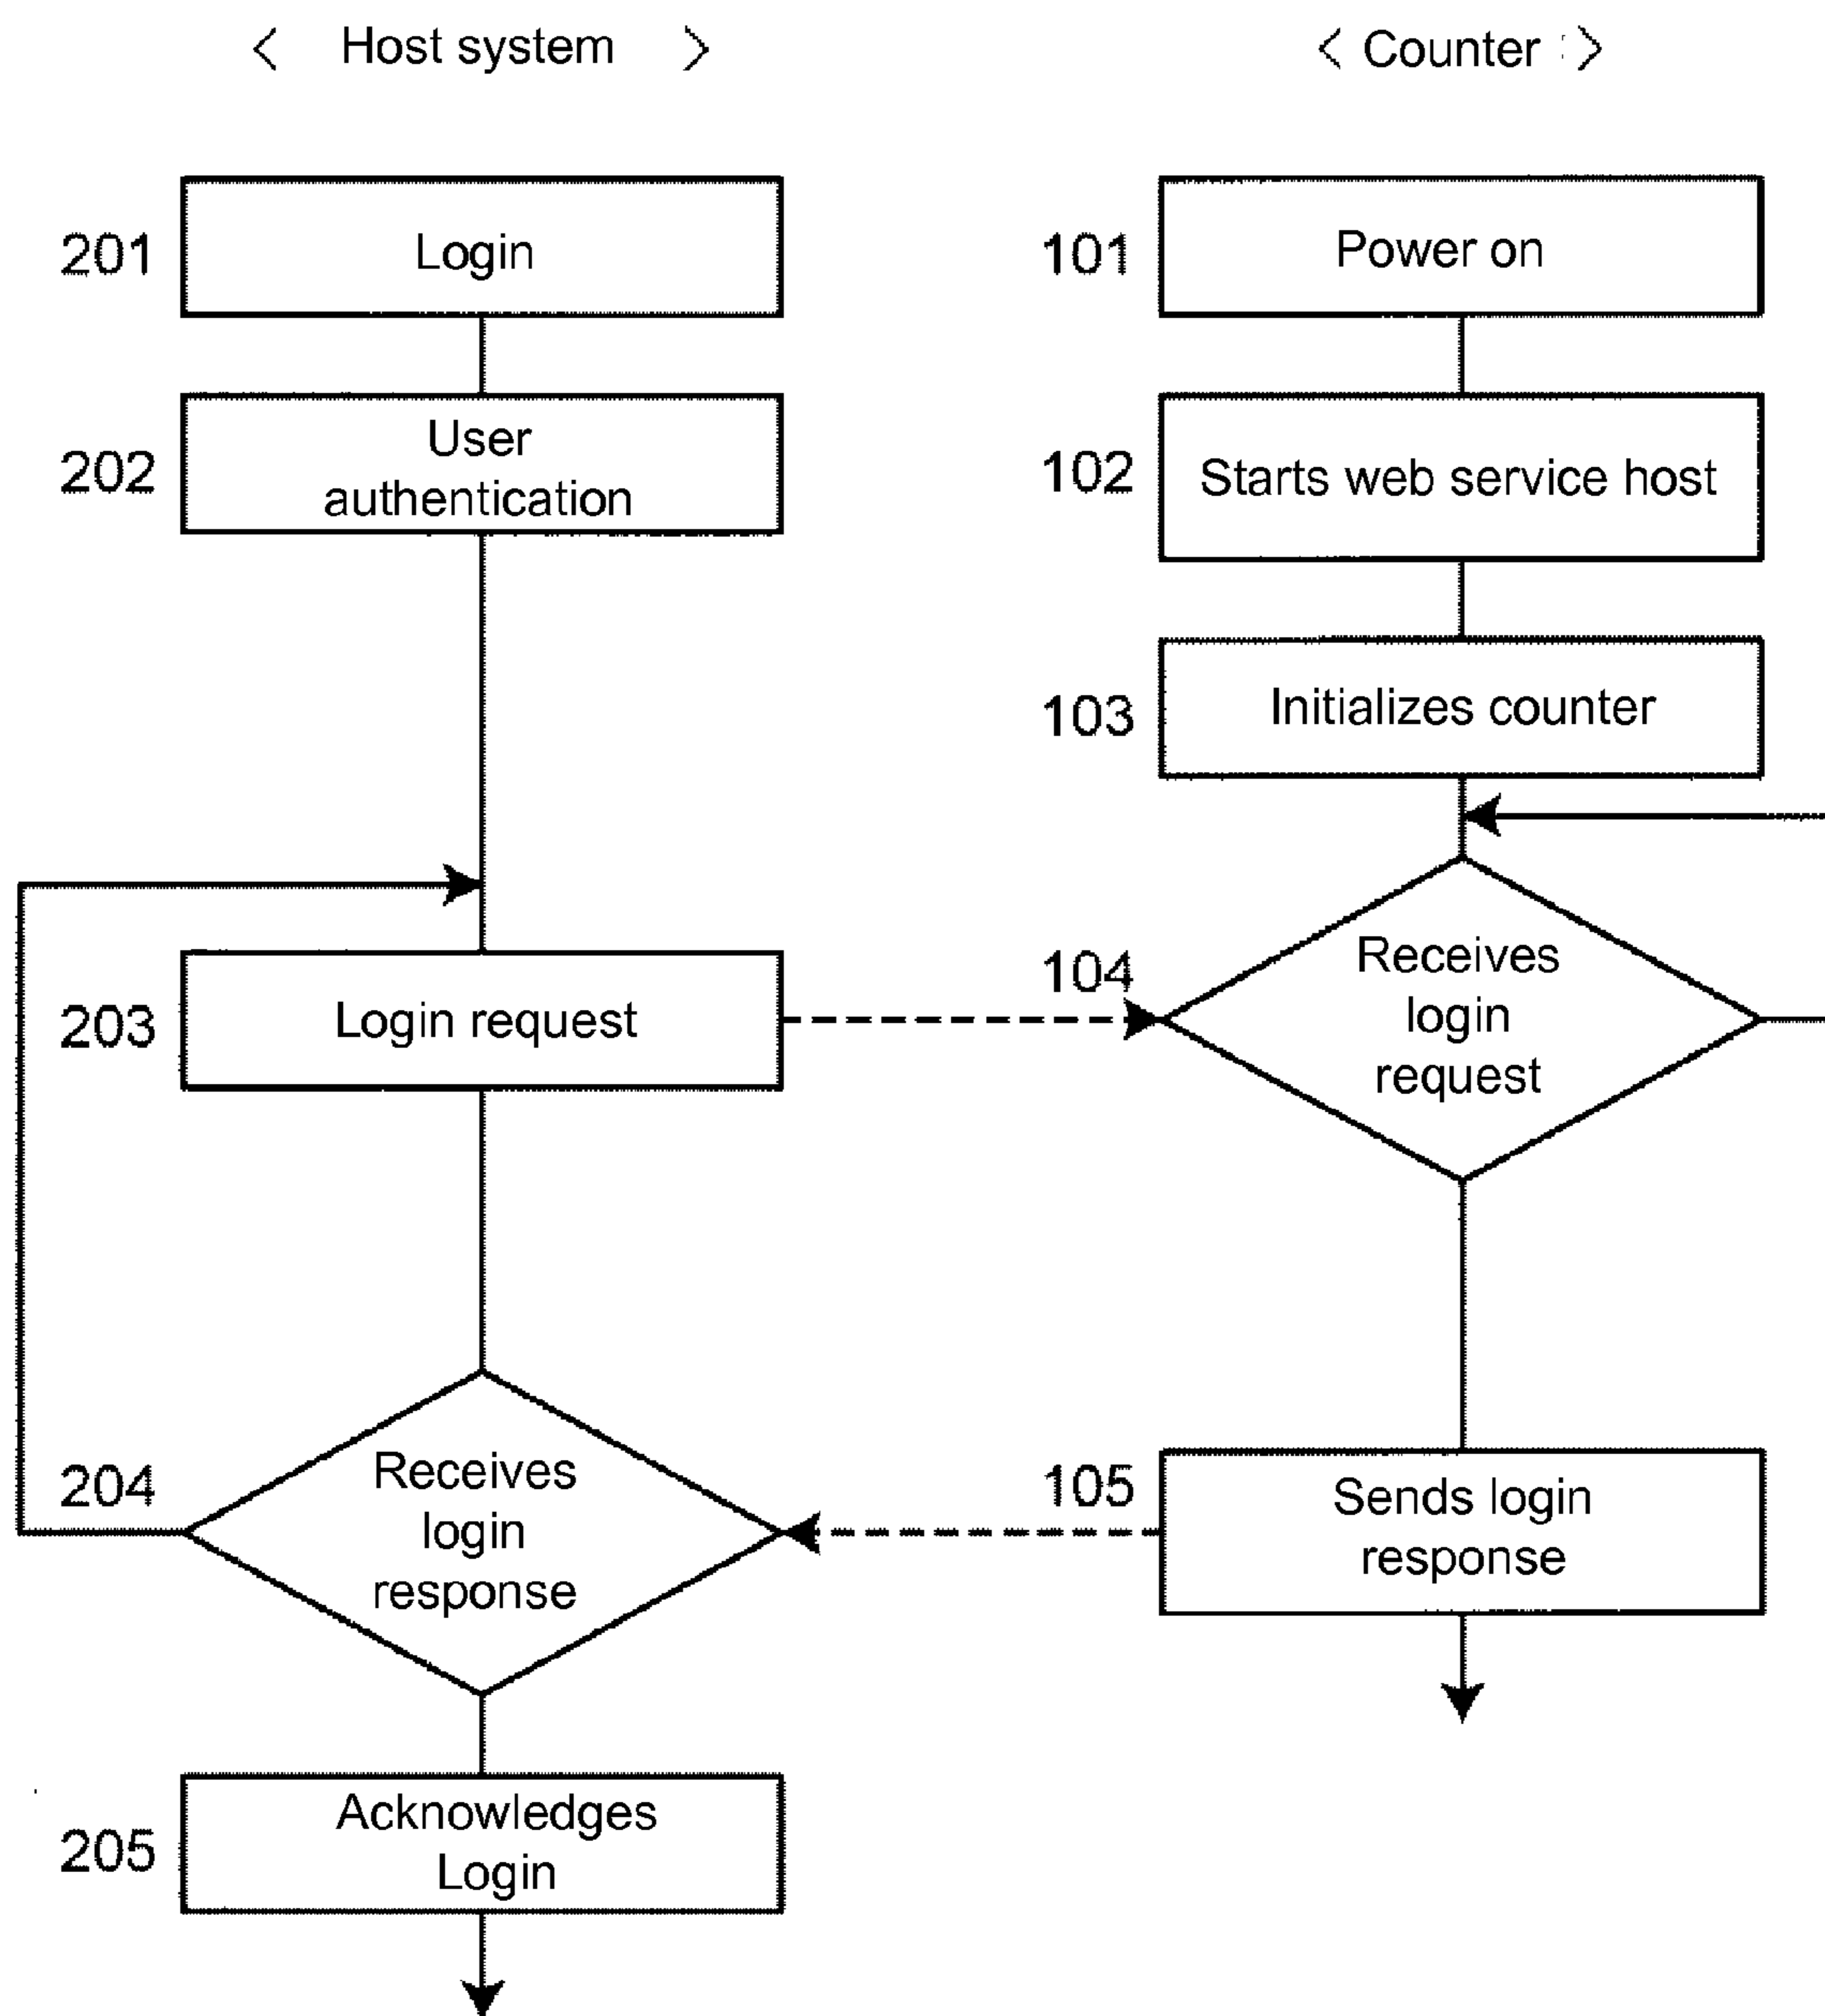 < Host system >
< Counter >
201
Login
202
User
authentication
203
Login request
204
Receives
login
response
205
Acknowledges
Login
101
Power on
102
Starts web service host
103
Initializes counter
104
Receives
login
request
105
Sends login
response